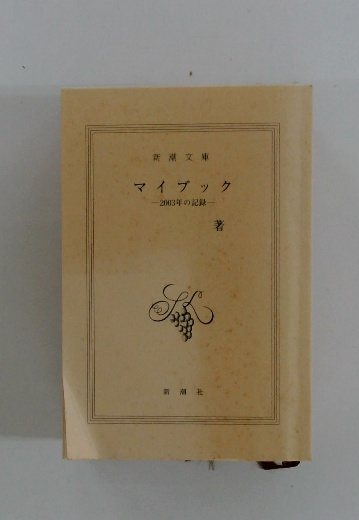 新潮文庫
マイブック
―2003年の記録―
著
新潮社